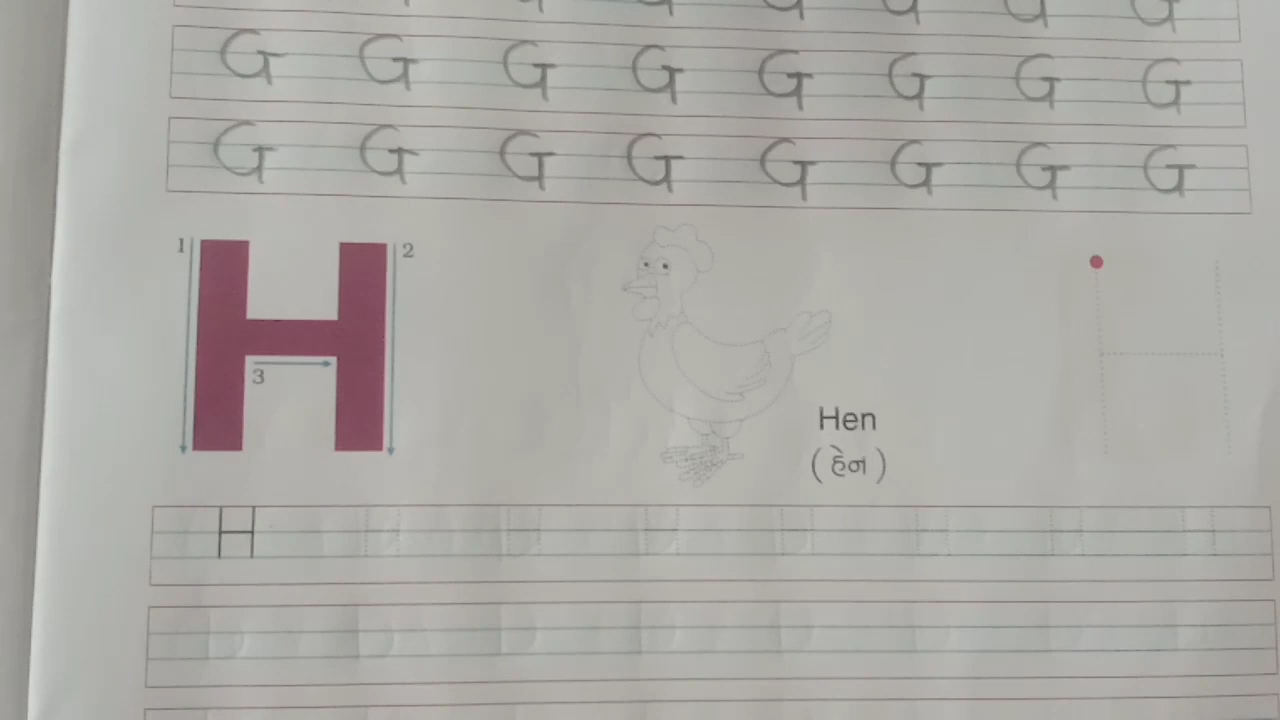 G G G G G G G G
G G G G G G G G
G G G G G G G G
1 H 2
3
H
Hen
(હેન)
H H H H H H H H